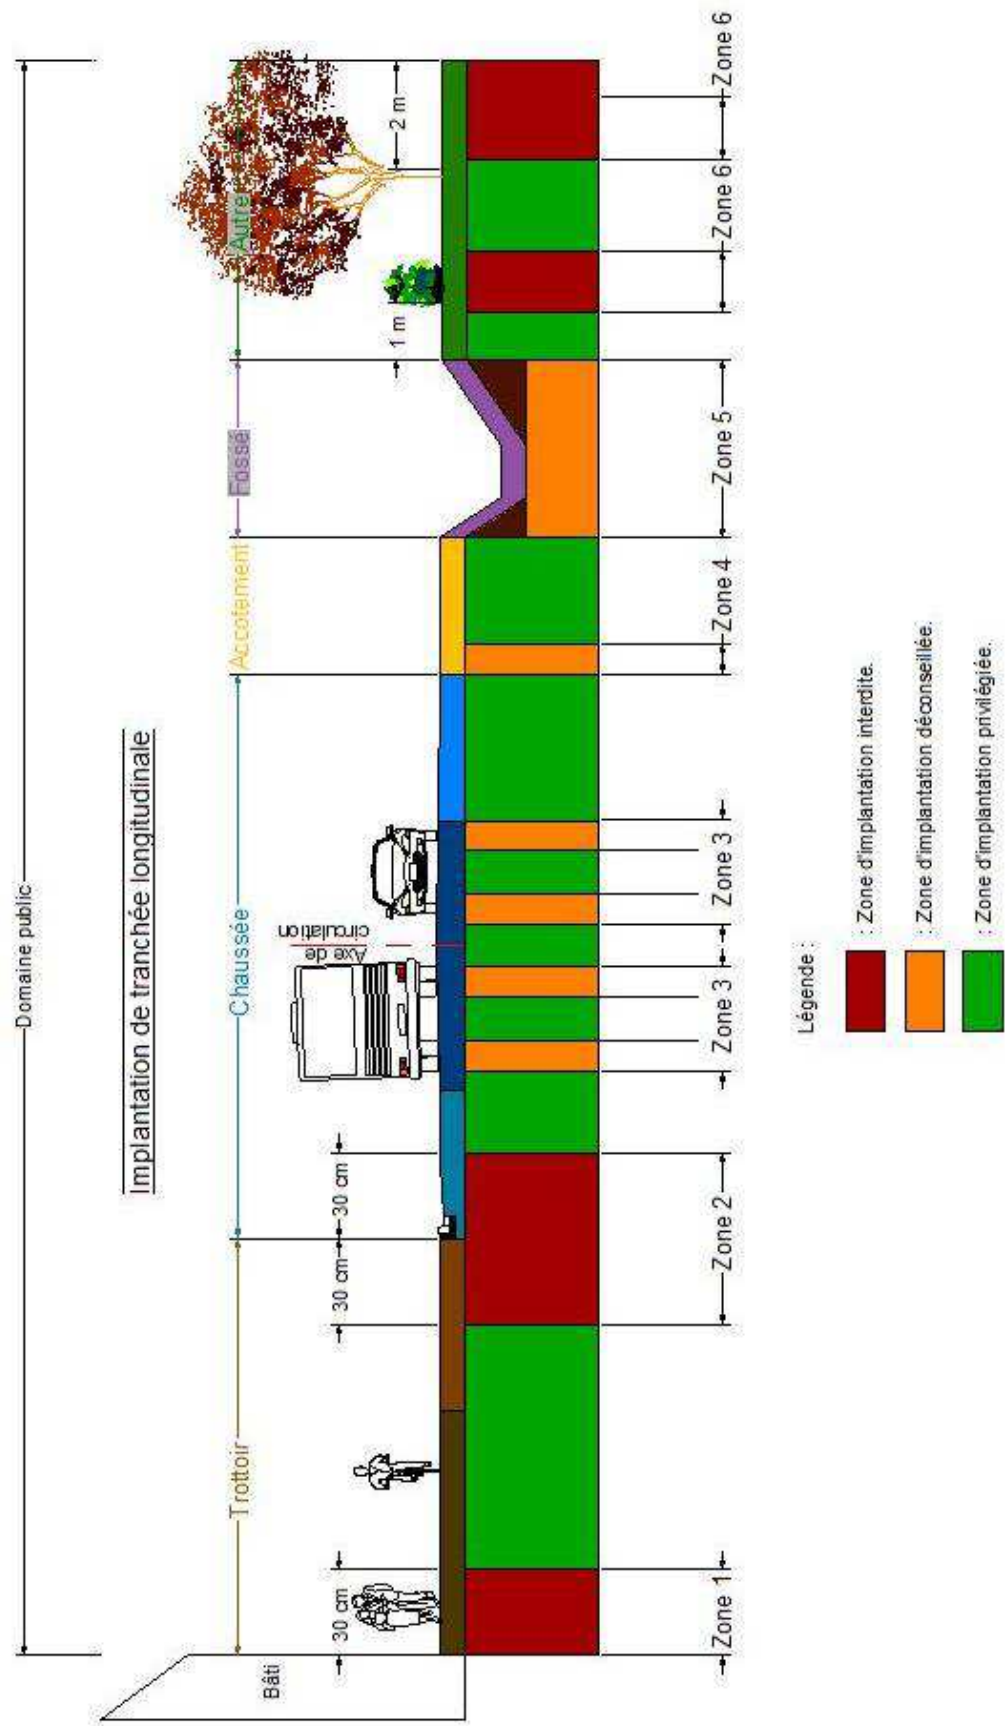 Domaine public
Implantation de tranchée longitudinale
Trottoir
Chaussée
Accotement
Fossé
Autre
Bâti
30 cm
30 cm
30 cm
Axe de
circulation
1 m
2 m
Zone 1
Zone 2
Zone 3
Zone 3
Zone 4
Zone 5
Zone 6
Zone 6
Légende :
: Zone d'implantation interdite.
: Zone d'implantation déconseillée.
: Zone d'implantation privilégiée.